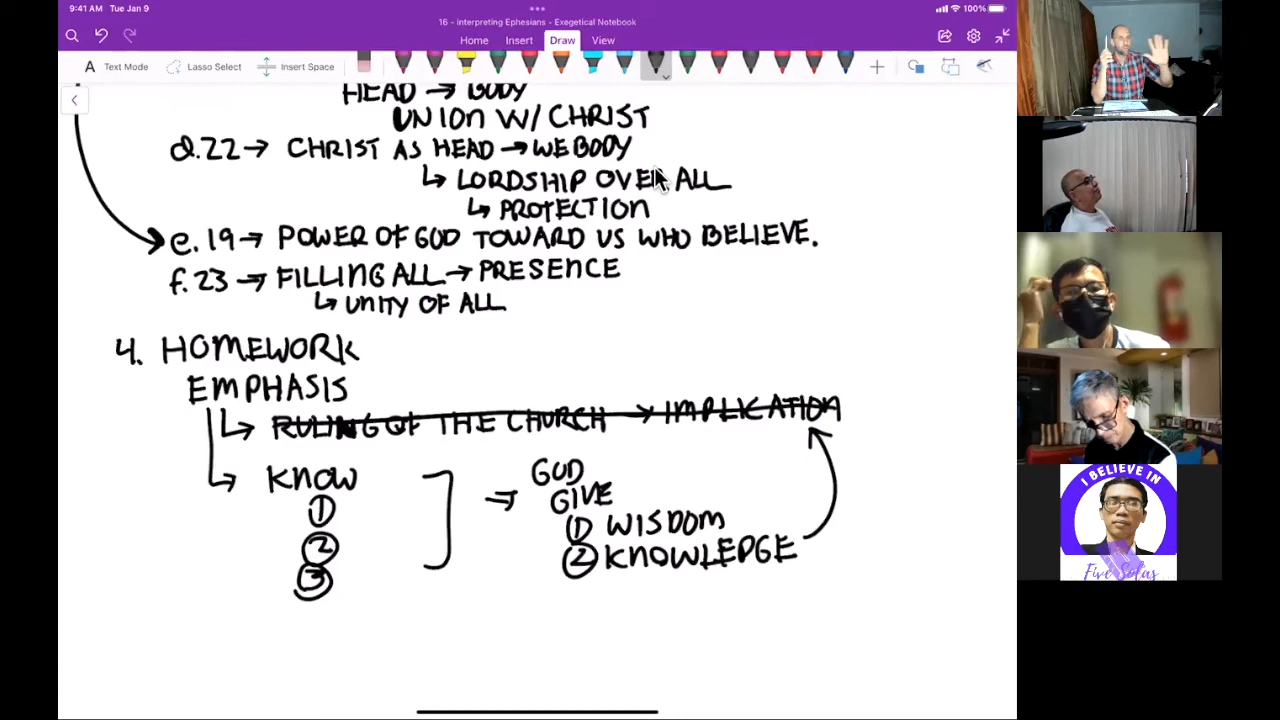 9:41 AM Tue Jan 9
100%
16 - Interpreting Ephesians - Exegetical Notebook
Home Insert Draw View
Text Mode Lasso Select Insert Space
HEAD → BODY
UNION W/ CHRIST
d. 22 → CHRIST AS HEAD → WE BODY
↳ LORDSHIP OVER ALL
↳ PROTECTION
e. 19 → POWER OF GOD TOWARD US WHO BELIEVE.
f. 23 → FILLING ALL → PRESENCE
↳ UNITY OF ALL
4. HOMEWORK
EMPHASIS
↳ RULING OF THE CHURCH → IMPLICATION
↳ KNOW
①
②
③
→ GOD
GIVE
① WISDOM
② KNOWLEDGE
I BELIEVE IN
Five Solas